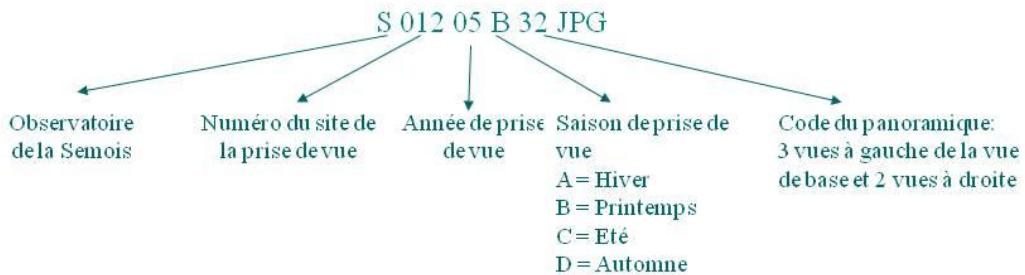 S 012 05 B 32 JPG
Observatoire
de la Semois
Numéro du site de
la prise de vue
Année de prise
de vue
Saison de prise de
vue
A = Hiver
B = Printemps
C = Eté
D = Automne
Code du panoramique:
3 vues à gauche de la vue
de base et 2 vues à droite